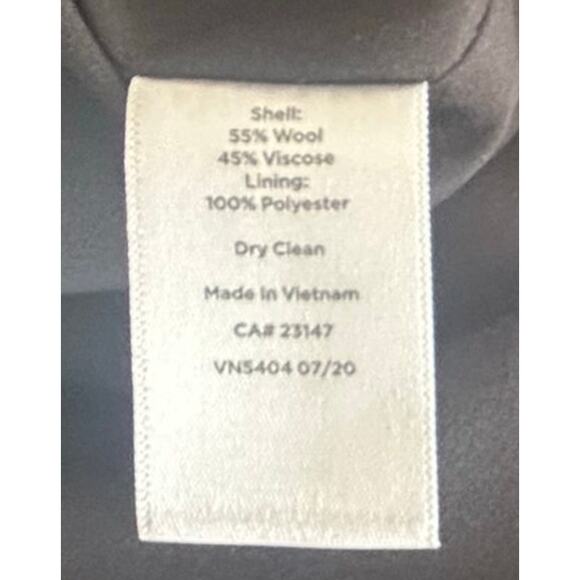 Shell:
55% Wool
45% Viscose
Lining:
100% Polyester
Dry Clean
Made in Vietnam
CA# 23147
VN5404 07/20